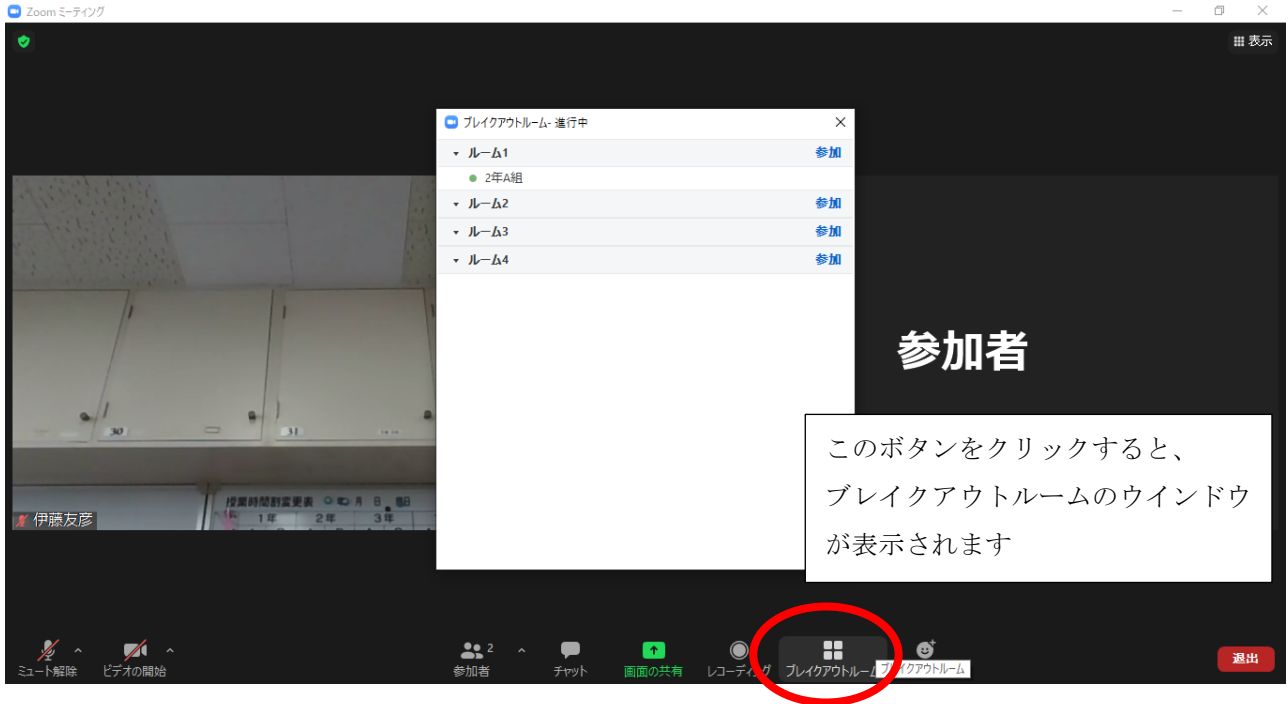 Zoom ミーティング
表示
ブレイクアウトルーム- 進行中
ルーム1 参加
2年A組
ルーム2 参加
ルーム3 参加
ルーム4 参加
参加者
30
31
授業時間割変更表 月 日
1年 2年 3年
伊藤友彦
このボタンをクリックすると、
ブレイクアウトルームのウインドウ
が表示されます
2
ミュート解除 ビデオの開始 参加者 チャット 画面の共有 レコーディング ブレイクアウトルーム
ブレイクアウトルーム
退出